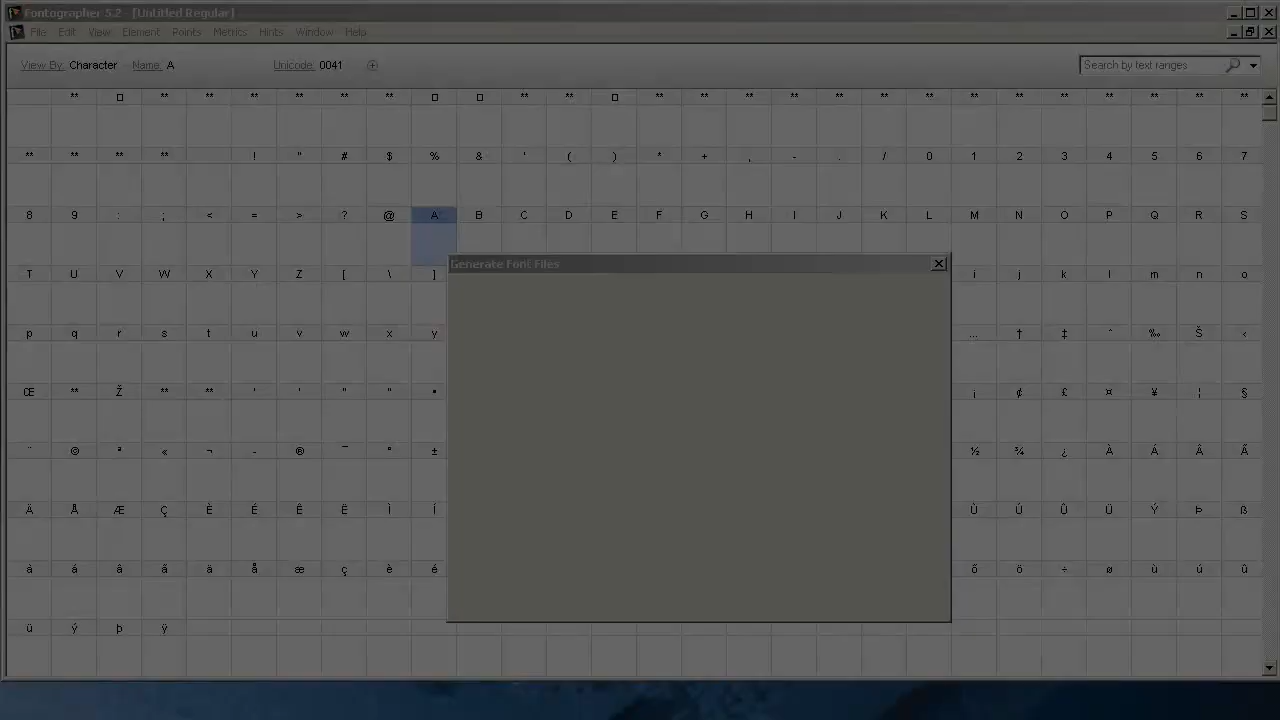 Fontographer 5.2 - [Untitled Regular]
File Edit View Element Points Metrics Hints Window Help
View By: Character Name: A Unicode: 0041 Search by text ranges
** ** ** ** ** ** ** ** ** ** ** ** ** ** ** ** ** ** ** ** ** ** ** **
** ** ** ** ! " # $ % & ' ( ) * + , - . / 0 1 2 3 4 5 6 7
8 9 : ; < = > ? @ A B C D E F G H I J K L M N O P Q R S
Generate Font Files
T U V W X Y Z [ \ ] i j k l m n o
p q r s t u v w x y … † ‡ ˆ ‰ Š ‹
Œ ** Ž ** ** ' ' " " • ¡ ¢ £ ¤ ¥ ¦ §
¨ © ª « ¬ - ® ¯ ° ± ½ ¾ ¿ À Á Â Ã
Ä Å Æ Ç È É Ê Ë Ì Í Ù Ú Û Ü Ý Þ ß
à á â ã ä å æ ç è é õ ö ÷ ø ù ú û
ü ý þ ÿ